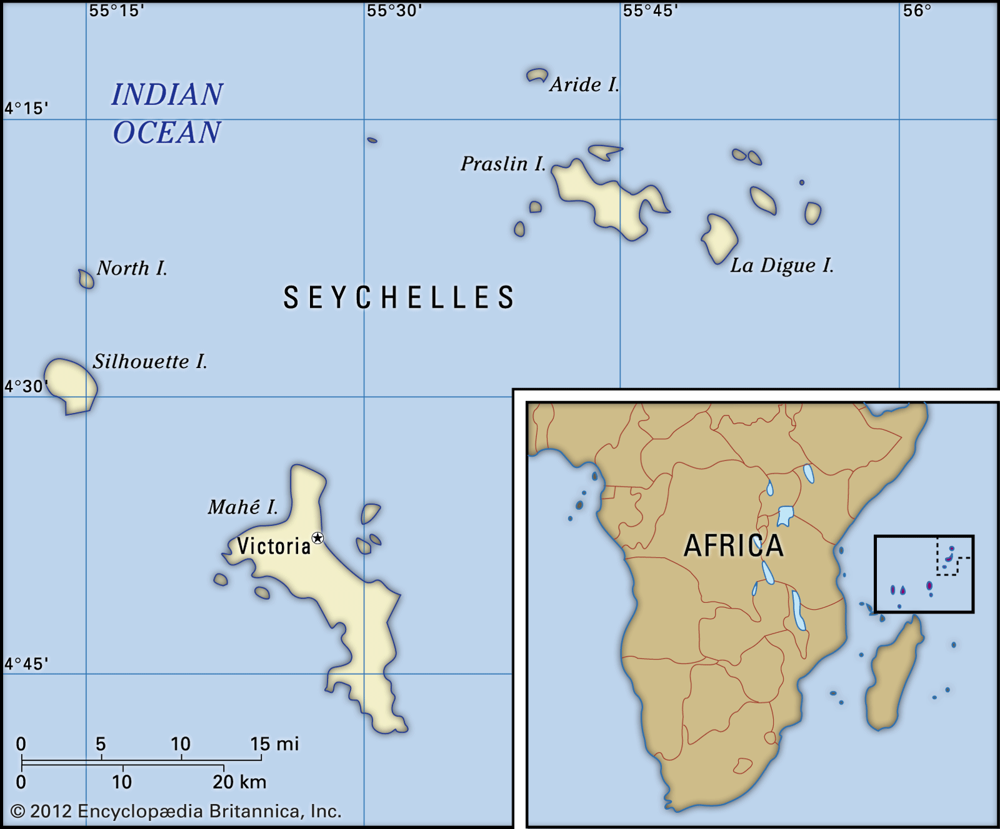 55°15'
55°30'
55°45'
56°
Aride I.
INDIAN
OCEAN
4°15'
Praslin I.
North I.
La Digue I.
SEYCHELLES
Silhouette I.
4°30'
Mahé I.
Victoria
AFRICA
4°45'
0 5 10 15 mi
0 10 20 km
© 2012 Encyclopædia Britannica, Inc.